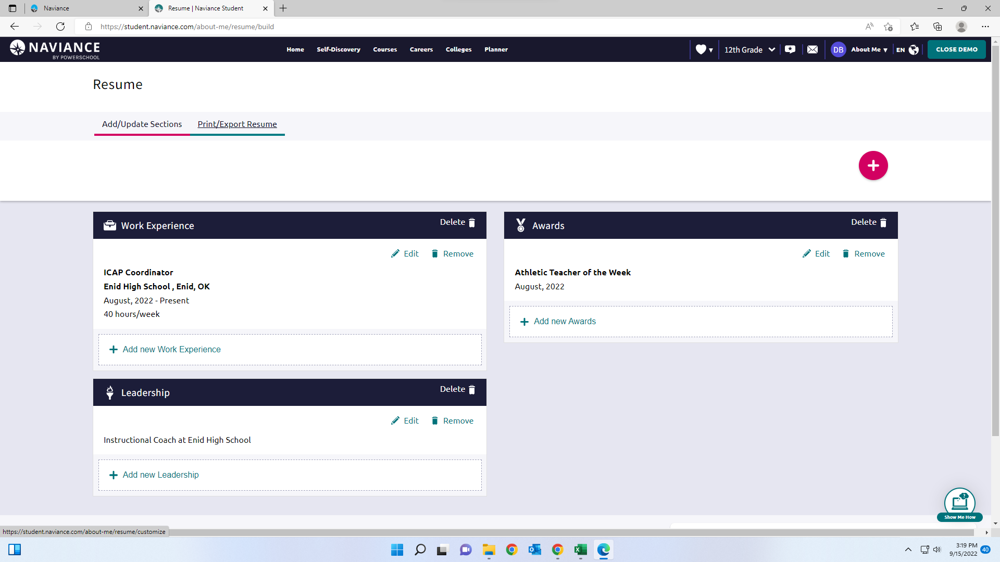 Naviance
Resume | Naviance Student
https://student.naviance.com/about-me/resume/build
NAVIANCE
BY POWERSCHOOL
Home Self-Discovery Courses Careers Colleges Planner
12th Grade
DB About Me
EN
CLOSE DEMO
Resume
Add/Update Sections Print/Export Resume
Work Experience Delete
Edit Remove
ICAP Coordinator
Enid High School , Enid, OK
August, 2022 - Present
40 hours/week
Add new Work Experience
Awards Delete
Edit Remove
Athletic Teacher of the Week
August, 2022
Add new Awards
Leadership Delete
Edit Remove
Instructional Coach at Enid High School
Add new Leadership
Show Me How
https://student.naviance.com/about-me/resume/customize
3:19 PM
9/15/2022
40